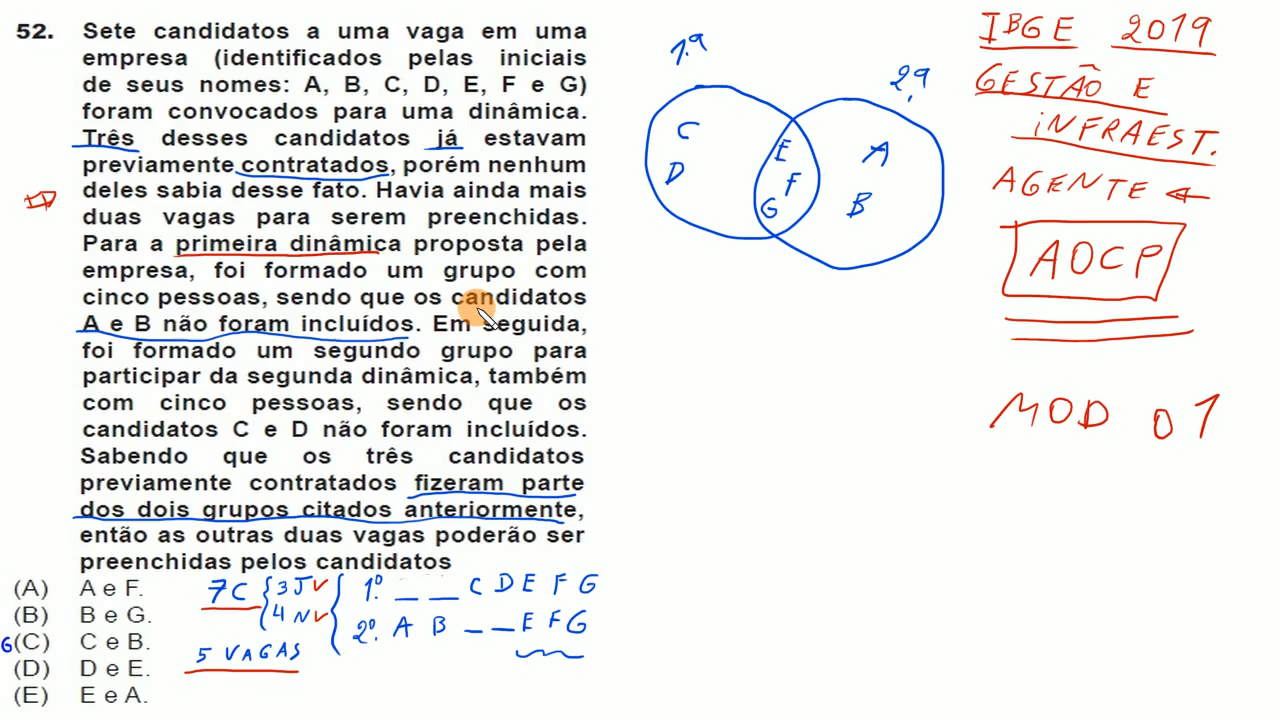 52. Sete candidatos a uma vaga em uma
empresa (identificados pelas iniciais
de seus nomes: A, B, C, D, E, F e G)
foram convocados para uma dinâmica.
Três desses candidatos já estavam
previamente contratados, porém nenhum
deles sabia desse fato. Havia ainda mais
duas vagas para serem preenchidas.
Para a primeira dinâmica proposta pela
empresa, foi formado um grupo com
cinco pessoas, sendo que os candidatos
A e B não foram incluídos. Em seguida,
foi formado um segundo grupo para
participar da segunda dinâmica, também
com cinco pessoas, sendo que os
candidatos C e D não foram incluídos.
Sabendo que os três candidatos
previamente contratados fizeram parte
dos dois grupos citados anteriormente,
então as outras duas vagas poderão ser
preenchidas pelos candidatos
(A) A e F.
(B) B e G.
(C) C e B.
(D) D e E.
(E) E e A.
7C { 3 J
4 N
5 VAGAS
1º. _ _ C D E F G
2º. A B _ _ E F G
G
1.ª
2.ª
C
D
E
F
G
A
B
IBGE 2019
GESTÃO E
INFRAEST.
AGENTE
AOCP
MOD 01